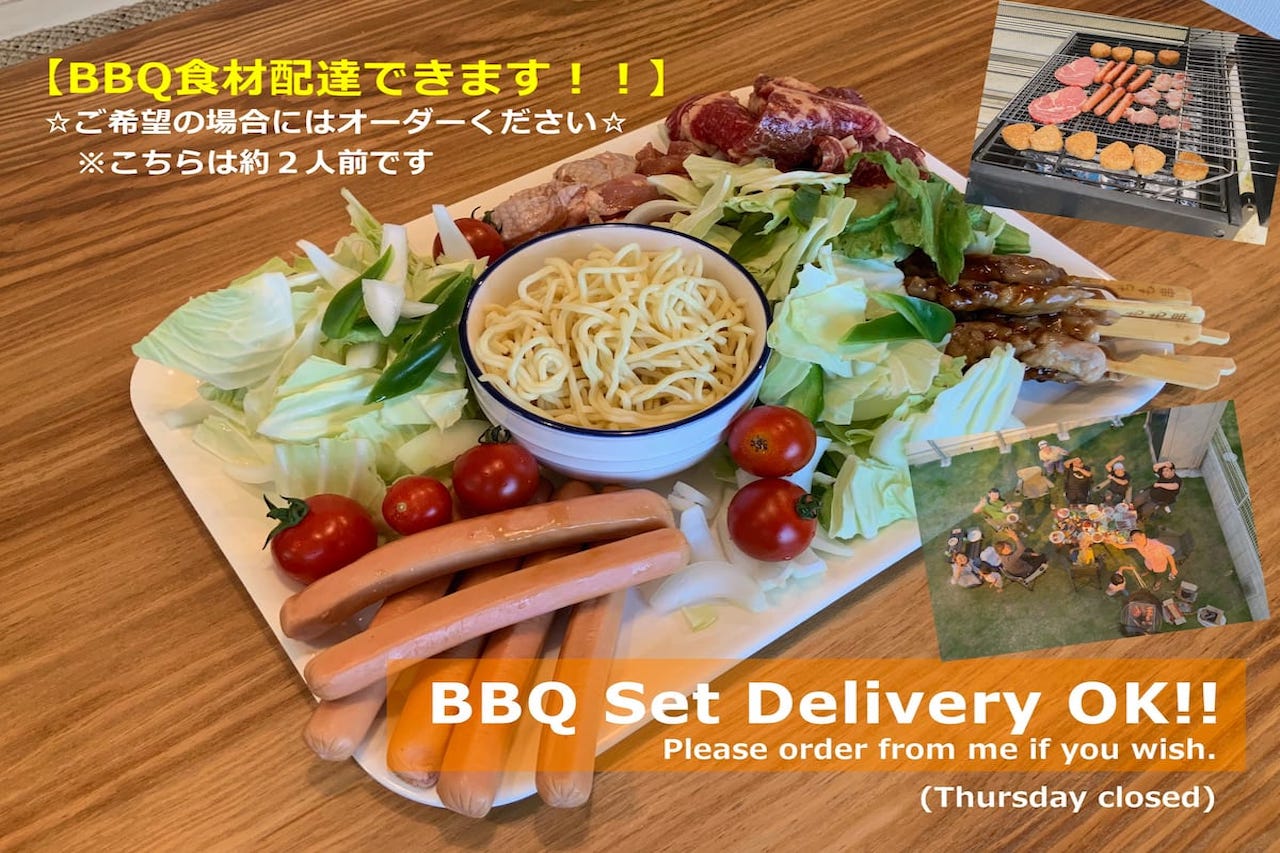 【BBQ食材配達できます！！】
☆ご希望の場合にはオーダーください☆
※こちらは約２人前です
BBQ Set Delivery OK!!
Please order from me if you wish.
(Thursday closed)